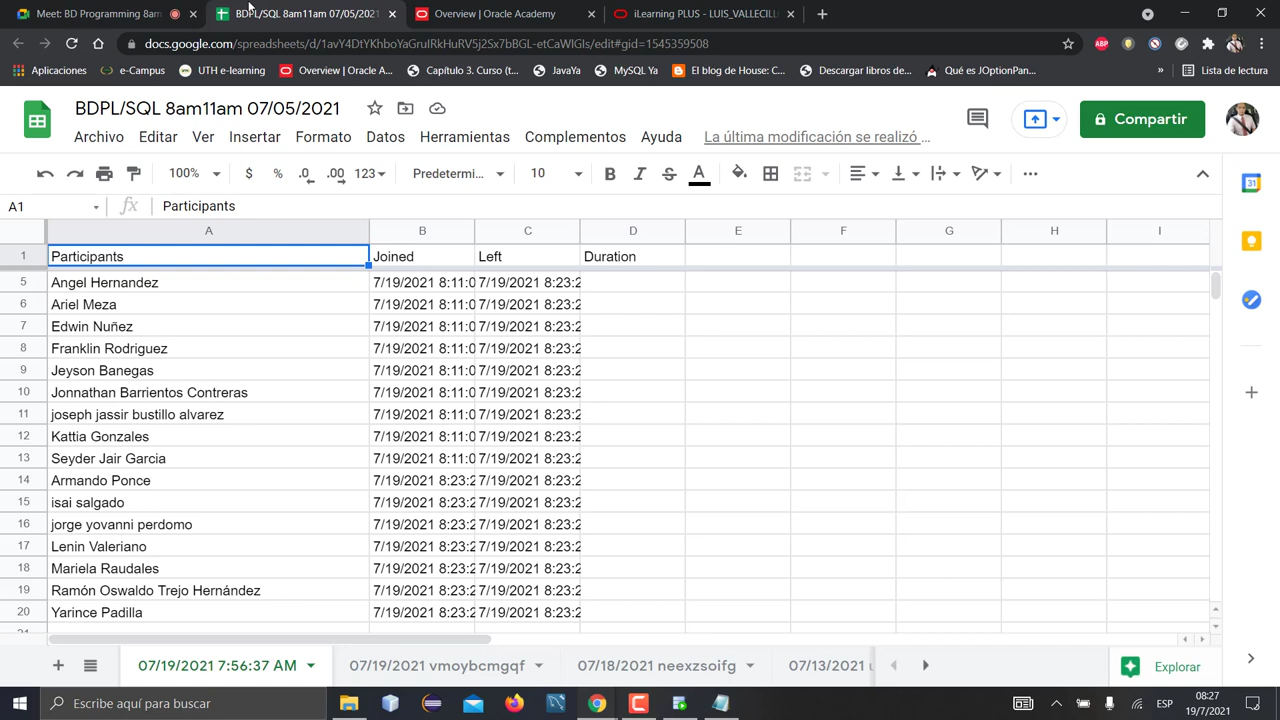 Meet: BD Programming 8am
BDPL/SQL 8am11am 07/05/2021
Overview | Oracle Academy
iLearning PLUS - LUIS_VALLECILL
docs.google.com/spreadsheets/d/1avY4DtYKhboYaGruIRkHuRV5j2Sx7bBGL-etCaWIGIs/edit#gid=1545359508
Aplicaciones
e-Campus
UTH e-learning
Overview | Oracle A...
Capítulo 3. Curso (t...
JavaYa
MySQL Ya
El blog de House: C...
Descargar libros de...
Qué es JOptionPan...
»
Lista de lectura
BDPL/SQL 8am11am 07/05/2021
Compartir
Archivo Editar Ver Insertar Formato Datos Herramientas Complementos Ayuda La última modificación se realizó ...
100% $ % .0 .00 123 Predetermi... 10 B I S A
A1 fx Participants
A B C D E F G H I
1 Participants Joined Left Duration
5 Angel Hernandez 7/19/2021 8:11:0 7/19/2021 8:23:2
6 Ariel Meza 7/19/2021 8:11:0 7/19/2021 8:23:2
7 Edwin Nuñez 7/19/2021 8:11:0 7/19/2021 8:23:2
8 Franklin Rodriguez 7/19/2021 8:11:0 7/19/2021 8:23:2
9 Jeyson Banegas 7/19/2021 8:11:0 7/19/2021 8:23:2
10 Jonnathan Barrientos Contreras 7/19/2021 8:11:0 7/19/2021 8:23:2
11 joseph jassir bustillo alvarez 7/19/2021 8:11:0 7/19/2021 8:23:2
12 Kattia Gonzales 7/19/2021 8:11:0 7/19/2021 8:23:2
13 Seyder Jair Garcia 7/19/2021 8:11:0 7/19/2021 8:23:2
14 Armando Ponce 7/19/2021 8:23:2 7/19/2021 8:23:2
15 isai salgado 7/19/2021 8:23:2 7/19/2021 8:23:2
16 jorge yovanni perdomo 7/19/2021 8:23:2 7/19/2021 8:23:2
17 Lenin Valeriano 7/19/2021 8:23:2 7/19/2021 8:23:2
18 Mariela Raudales 7/19/2021 8:23:2 7/19/2021 8:23:2
19 Ramón Oswaldo Trejo Hernández 7/19/2021 8:23:2 7/19/2021 8:23:2
20 Yarince Padilla 7/19/2021 8:23:2 7/19/2021 8:23:2
07/19/2021 7:56:37 AM
07/19/2021 vmoybcmgqf
07/18/2021 neexzsoifg
07/13/2021
Explorar
Escribe aquí para buscar
ESP
08:27
19/7/2021